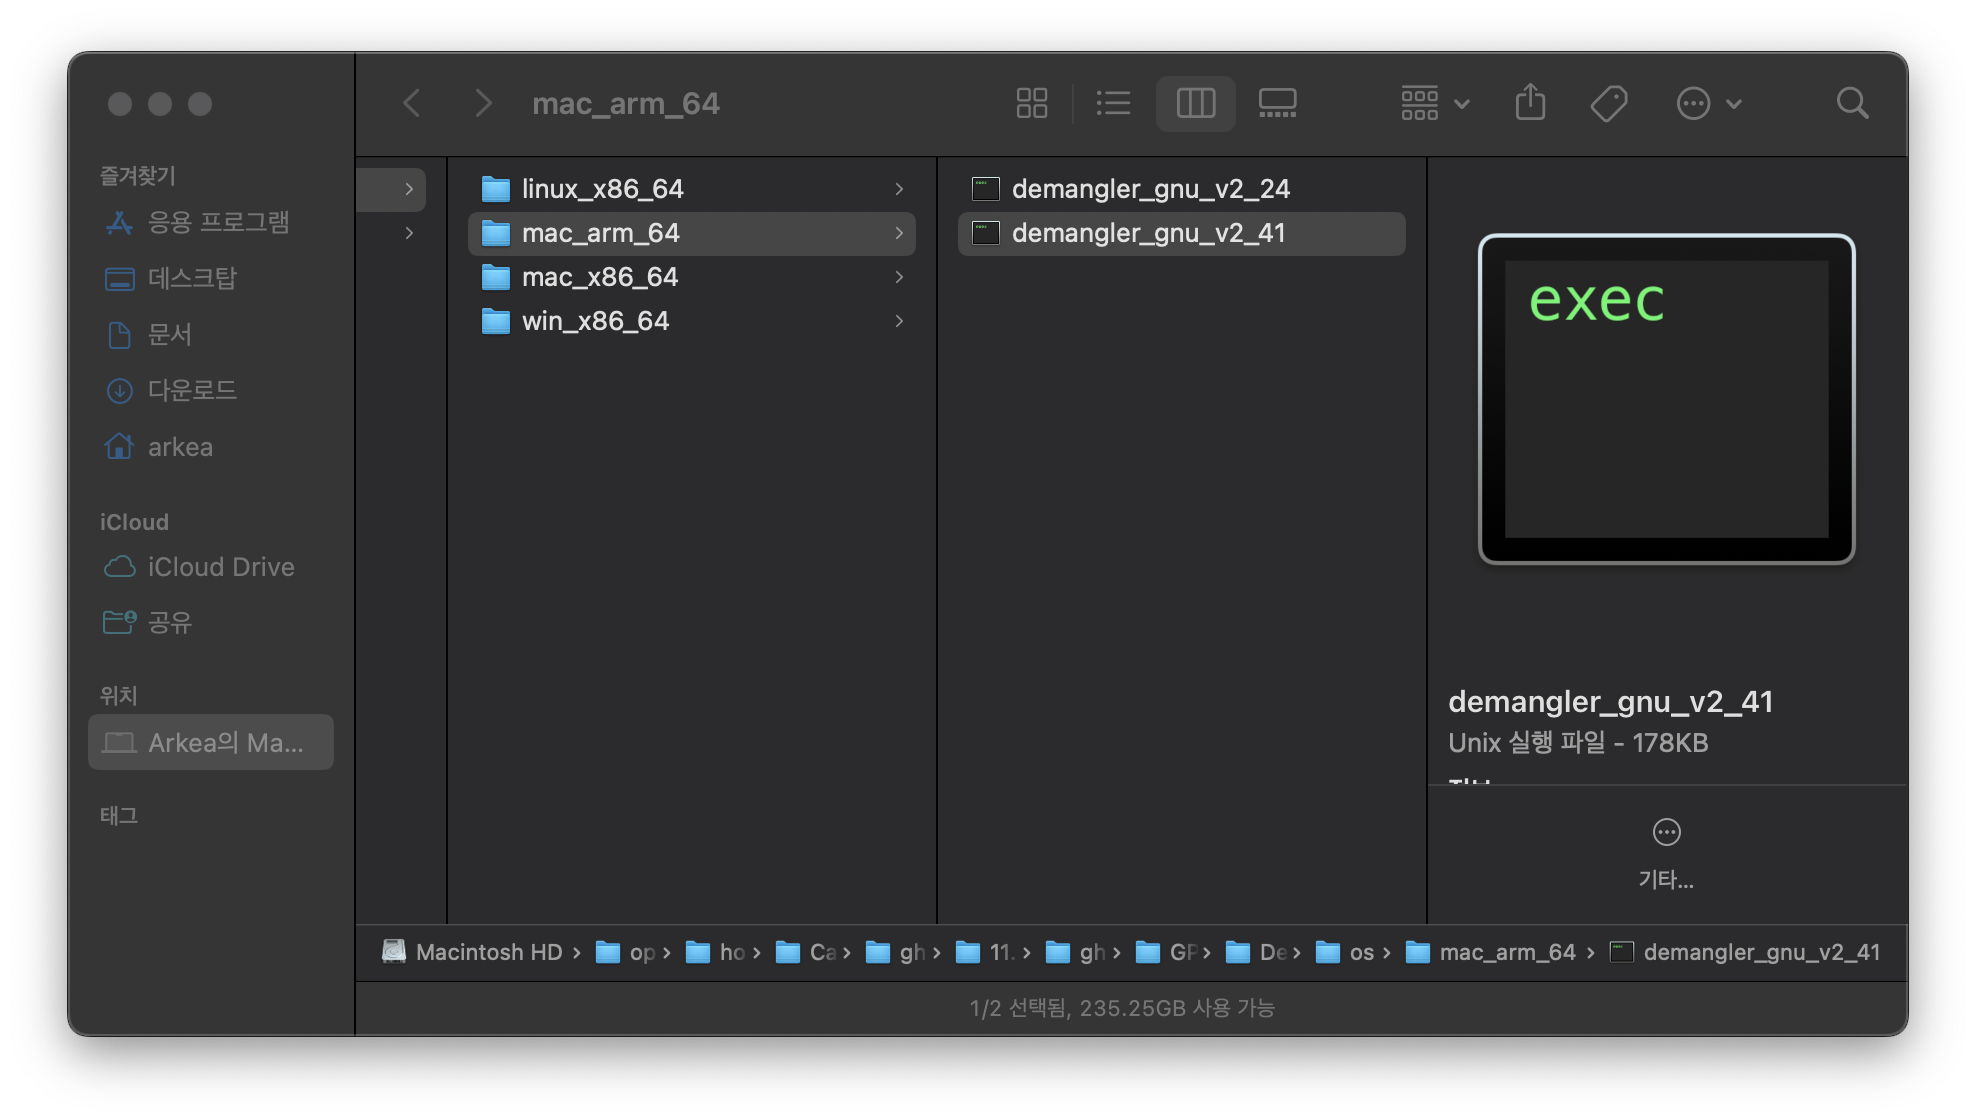 mac_arm_64
즐겨찾기
응용 프로그램
데스크탑
문서
다운로드
arkea
iCloud
iCloud Drive
공유
위치
Arkea의 Ma...
태그
linux_x86_64
mac_arm_64
mac_x86_64
win_x86_64
demangler_gnu_v2_24
demangler_gnu_v2_41
exec
demangler_gnu_v2_41
Unix 실행 파일 - 178KB
기타...
Macintosh HD › op › ho › Ca › gh › 11. › gh › GP › De › os › mac_arm_64 › demangler_gnu_v2_41
1/2 선택됨, 235.25GB 사용 가능